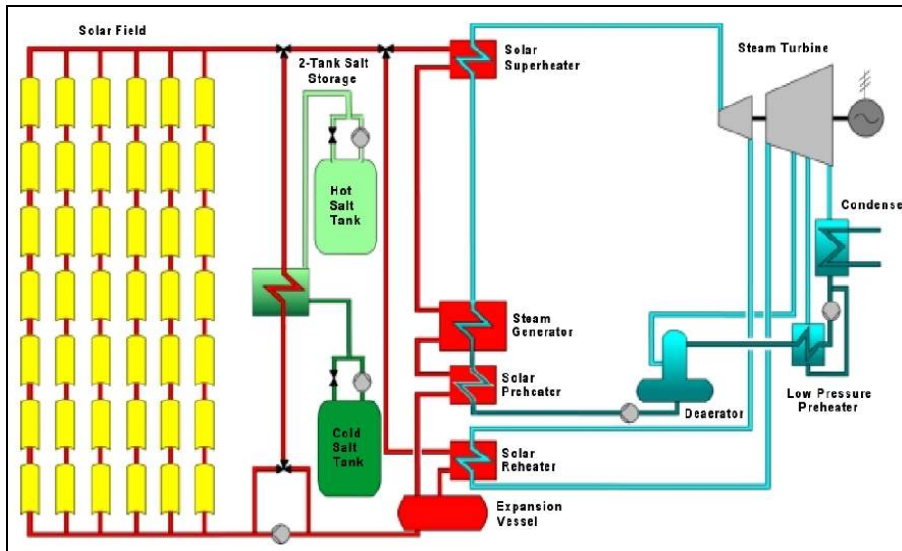 Solar Field
2-Tank Salt
Storage
Hot
Salt
Tank
Cold
Salt
Tank
Solar
Superheater
Steam
Generator
Solar
Preheater
Solar
Reheater
Expansion
Vessel
Steam Turbine
Condense
Low Pressure
Preheater
Deaerator